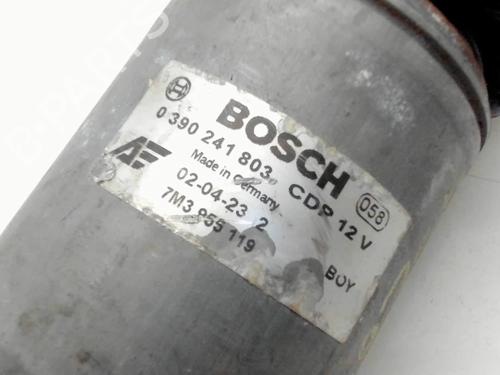 BOSCH
0 390 241 803 CDP 12 V
Made in Germany 058
AF 02-04-23 2
7M3 955 119 BOY